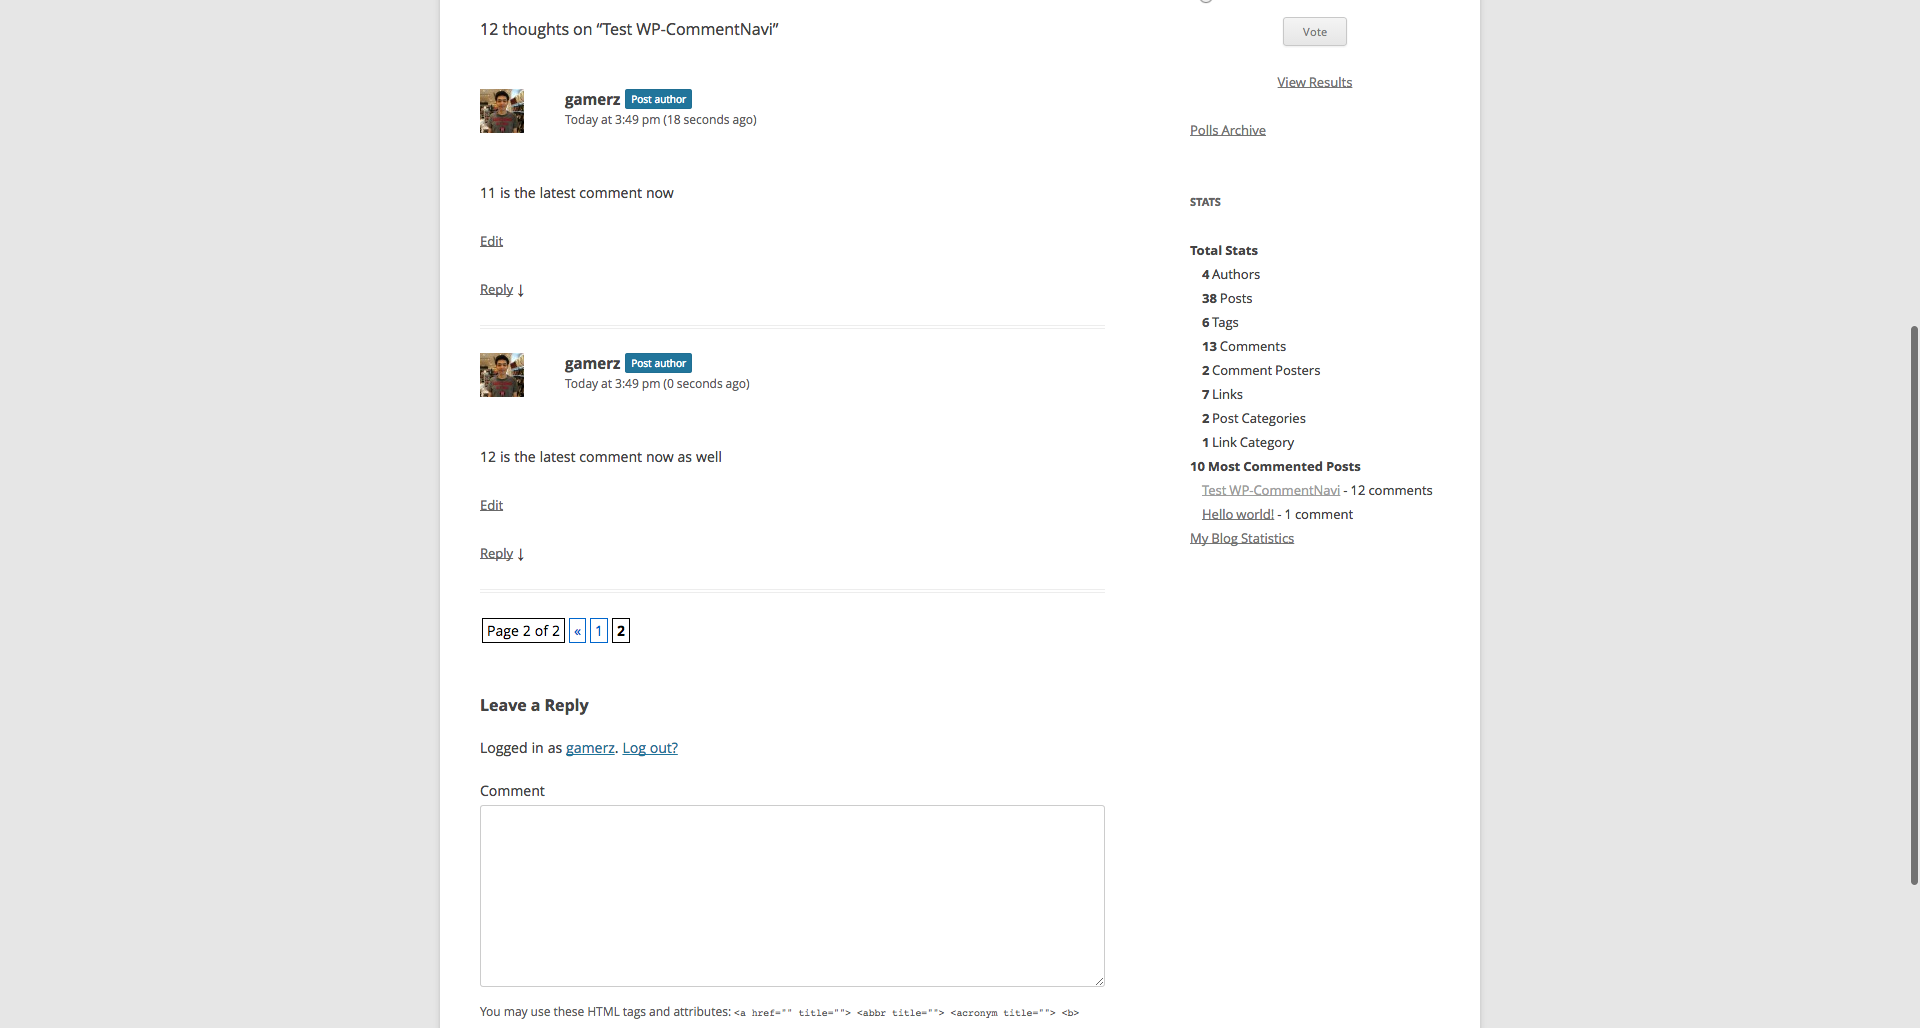 12 thoughts on “Test WP-CommentNavi”
gamerz Post author
Today at 3:49 pm (18 seconds ago)
11 is the latest comment now
Edit
Reply ↓
gamerz Post author
Today at 3:49 pm (0 seconds ago)
12 is the latest comment now as well
Edit
Reply ↓
Page 2 of 2 « 1 2
Leave a Reply
Logged in as gamerz. Log out?
Comment
You may use these HTML tags and attributes: <a href="" title=""> <abbr title=""> <acronym title=""> <b>
Vote
View Results
Polls Archive
STATS
Total Stats
4 Authors
38 Posts
6 Tags
13 Comments
2 Comment Posters
7 Links
2 Post Categories
1 Link Category
10 Most Commented Posts
Test WP-CommentNavi - 12 comments
Hello world! - 1 comment
My Blog Statistics